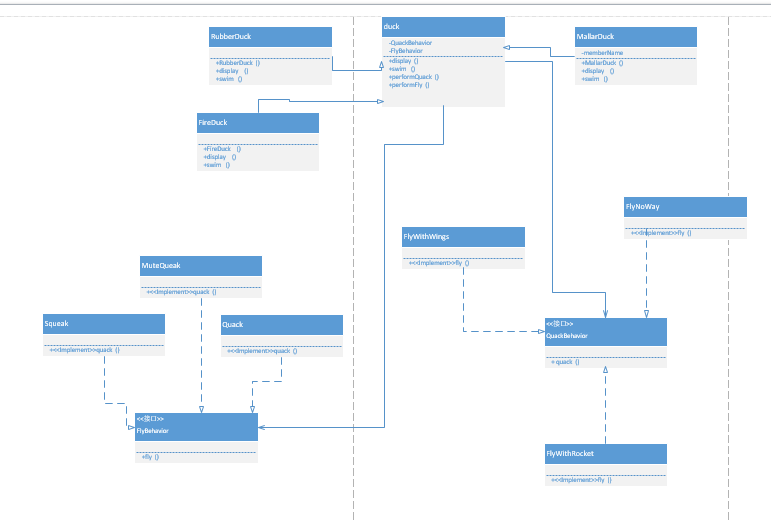 duck
-QuackBehavior
-FlyBehavior
+display ()
+swim ()
+performQuack ()
+performFly ()
RubberDuck
+RubberDuck ()
+display ()
+swim ()
MallarDuck
-memberName
+MallarDuck ()
+display ()
+swim ()
FireDuck
+FireDuck ()
+display ()
+swim ()
FlyNoWay
+<<Implement>>fly ()
FlyWithWings
+<<Implement>>fly ()
MuteQueak
+<<Implement>>quack ()
Squeak
+<<Implement>>quack ()
Quack
+<<Implement>>quack ()
<<接口>>
QuackBehavior
+ quack ()
<<接口>>
FlyBehavior
+fly ()
FlyWithRocket
+<<Implement>>fly ()